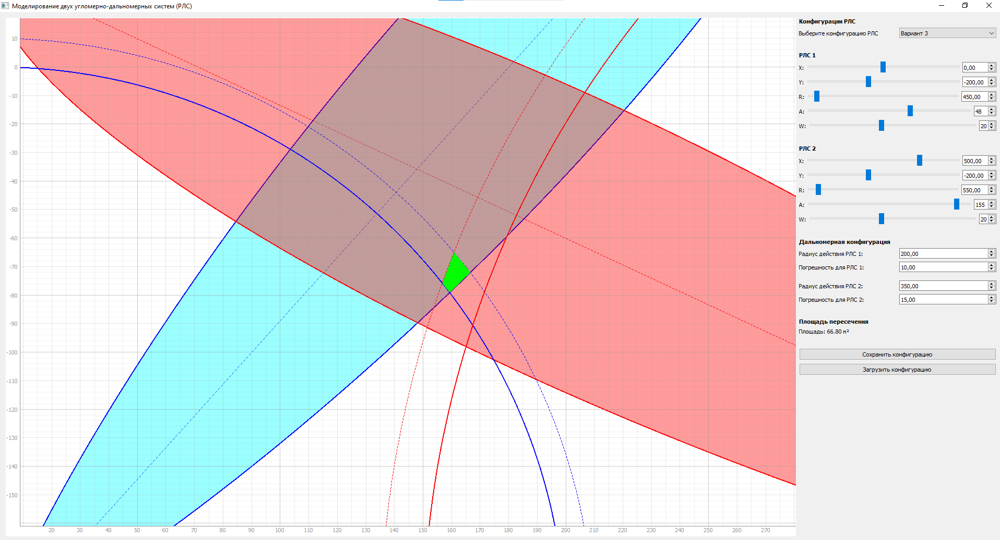 Моделирование двух угломерно-дальномерных систем (РЛС)
10
0
-10
-20
-30
-40
-50
-60
-70
-80
-90
-100
-110
-120
-130
-140
-150
20 30 40 50 60 70 80 90 100 110 120 130 140 150 160 170 180 190 200 210 220 230 240 250 260 270
Конфигурации РЛС
Выберите конфигурацию РЛС Вариант 3
РЛС 1
X: 0,00
Y: -200,00
R: 450,00
A: 48
W: 20
РЛС 2
X: 500,00
Y: -200,00
R: 550,00
A: 155
W: 20
Дальномерная конфигурация
Радиус действия РЛС 1: 200,00
Погрешность для РЛС 1: 10,00
Радиус действия РЛС 2: 350,00
Погрешность для РЛС 2: 15,00
Площадь пересечения
Площадь: 66.80 м²
Сохранить конфигурацию
Загрузить конфигурацию